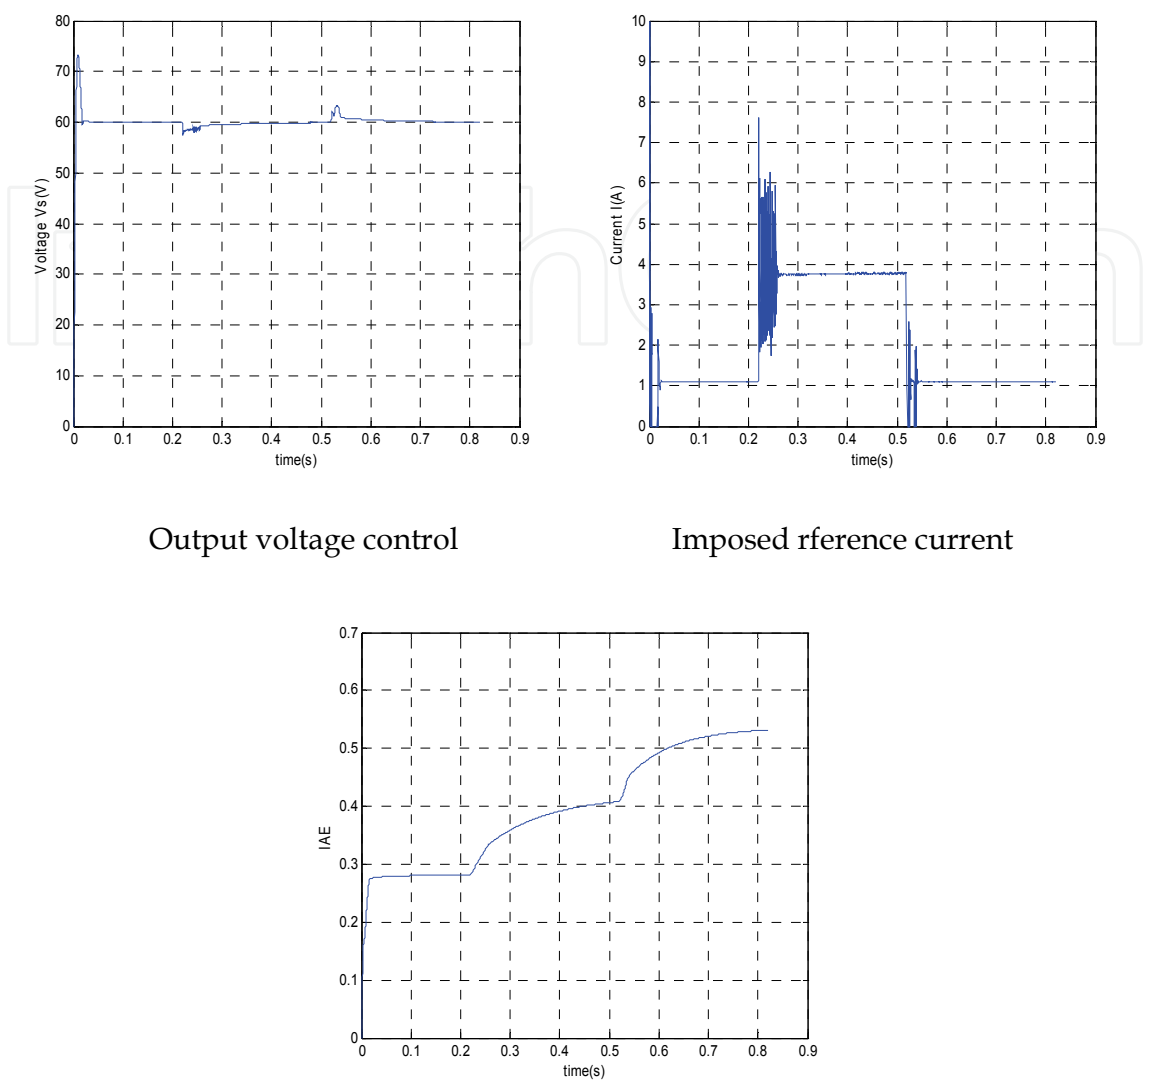 80
70
60
50
40
30
20
10
0
Voltage Vs(V)
0 0.1 0.2 0.3 0.4 0.5 0.6 0.7 0.8 0.9
time(s)
10
9
8
7
6
5
4
3
2
1
0
Current I(A)
0 0.1 0.2 0.3 0.4 0.5 0.6 0.7 0.8 0.9
time(s)
Output voltage control
Imposed rference current
0.7
0.6
0.5
0.4
0.3
0.2
0.1
0
IAE
0 0.1 0.2 0.3 0.4 0.5 0.6 0.7 0.8 0.9
time(s)